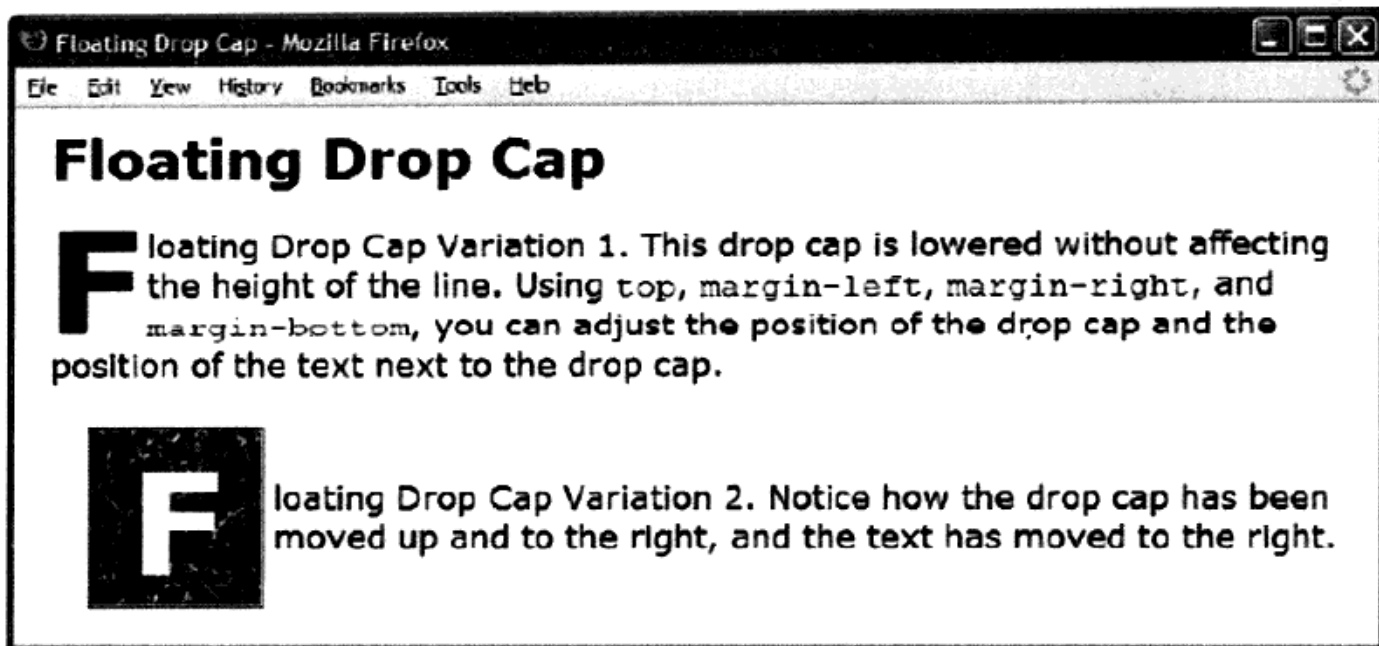 Floating Drop Cap - Mozilla Firefox
File Edit View History Bookmarks Tools Help
Floating Drop Cap
Floating Drop Cap Variation 1. This drop cap is lowered without affecting
the height of the line. Using top, margin-left, margin-right, and
margin-bottom, you can adjust the position of the drop cap and the
position of the text next to the drop cap.
Floating Drop Cap Variation 2. Notice how the drop cap has been
moved up and to the right, and the text has moved to the right.